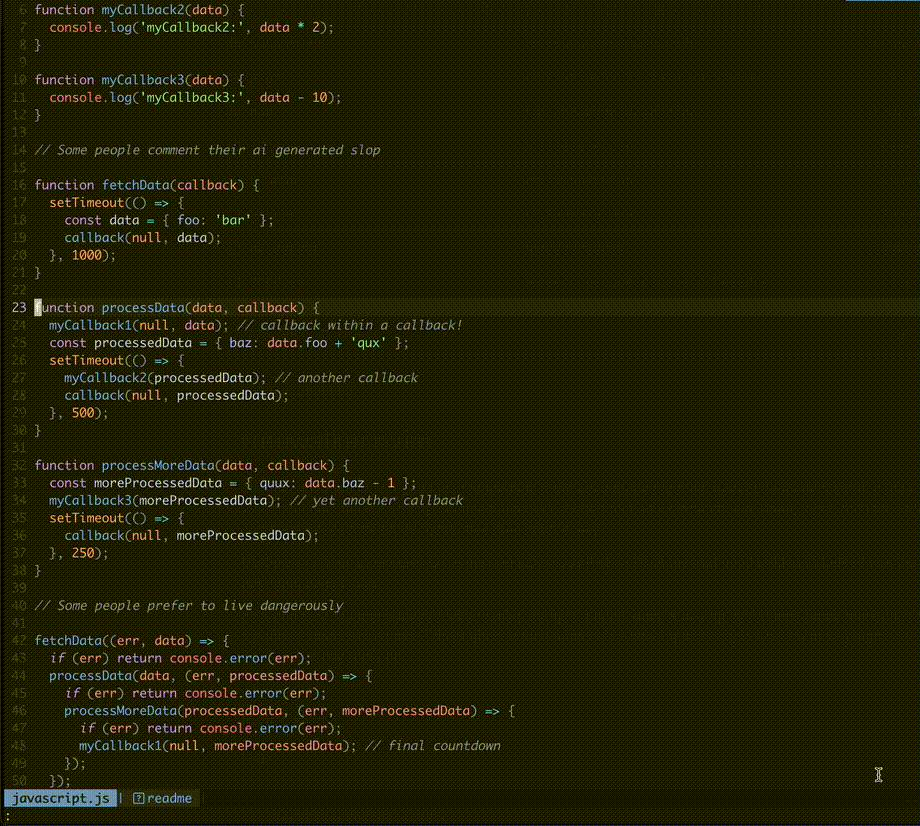 6 function myCallback2(data) {
7   console.log('myCallback2:', data * 2);
8 }
9
10 function myCallback3(data) {
11   console.log('myCallback3:', data - 10);
12 }
13
14 // Some people comment their ai generated slop
15
16 function fetchData(callback) {
17   setTimeout(() => {
18     const data = { foo: 'bar' };
19     callback(null, data);
20   }, 1000);
21 }
22
23 function processData(data, callback) {
24   myCallback1(null, data); // callback within a callback!
25   const processedData = { baz: data.foo + 'qux' };
26   setTimeout(() => {
27     myCallback2(processedData); // another callback
28     callback(null, processedData);
29   }, 500);
30 }
31
32 function processMoreData(data, callback) {
33   const moreProcessedData = { quux: data.baz - 1 };
34   myCallback3(moreProcessedData); // yet another callback
35   setTimeout(() => {
36     callback(null, moreProcessedData);
37   }, 250);
38 }
39
40 // Some people prefer to live dangerously
41
42 fetchData((err, data) => {
43   if (err) return console.error(err);
44   processData(data, (err, processedData) => {
45     if (err) return console.error(err);
46     processMoreData(processedData, (err, moreProcessedData) => {
47       if (err) return console.error(err);
48       myCallback1(null, moreProcessedData); // final countdown
49     });
50   });
javascript.js | ? readme
: